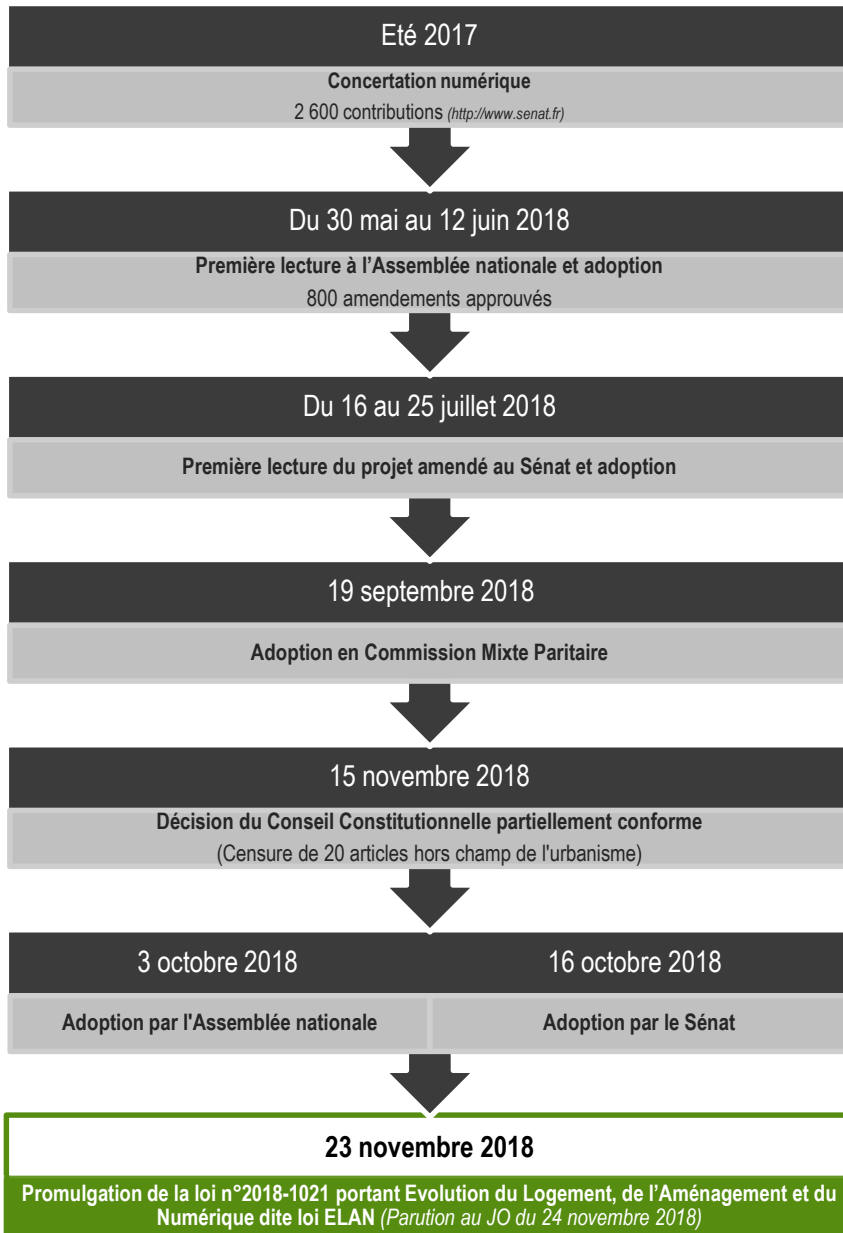 Eté 2017
Concertation numérique
2 600 contributions (http://www.senat.fr)
Du 30 mai au 12 juin 2018
Première lecture à l’Assemblée nationale et adoption
800 amendements approuvés
Du 16 au 25 juillet 2018
Première lecture du projet amendé au Sénat et adoption
19 septembre 2018
Adoption en Commission Mixte Paritaire
15 novembre 2018
Décision du Conseil Constitutionnelle partiellement conforme
(Censure de 20 articles hors champ de l'urbanisme)
3 octobre 2018
Adoption par l'Assemblée nationale
16 octobre 2018
Adoption par le Sénat
23 novembre 2018
Promulgation de la loi n°2018-1021 portant Evolution du Logement, de l’Aménagement et du
Numérique dite loi ELAN (Parution au JO du 24 novembre 2018)